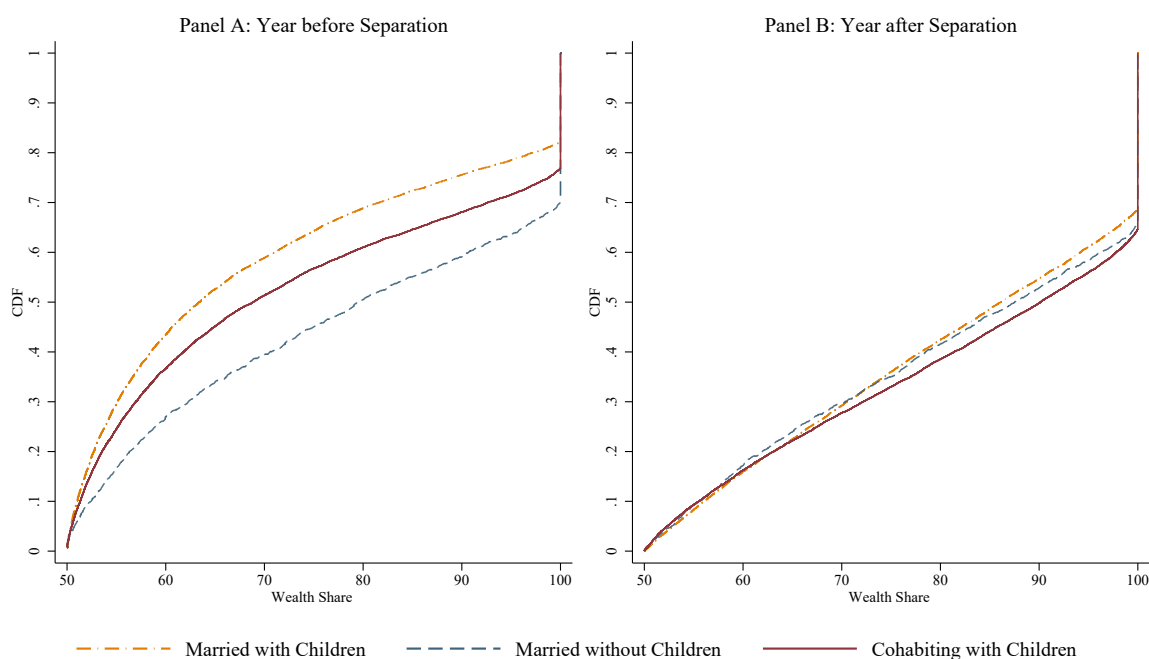 Panel A: Year before Separation
1
.9
.8
.7
.6
.5
.4
.3
.2
.1
0
CDF
50 60 70 80 90 100
Wealth Share
Panel B: Year after Separation
1
.9
.8
.7
.6
.5
.4
.3
.2
.1
0
CDF
50 60 70 80 90 100
Wealth Share
Married with Children Married without Children Cohabiting with Children